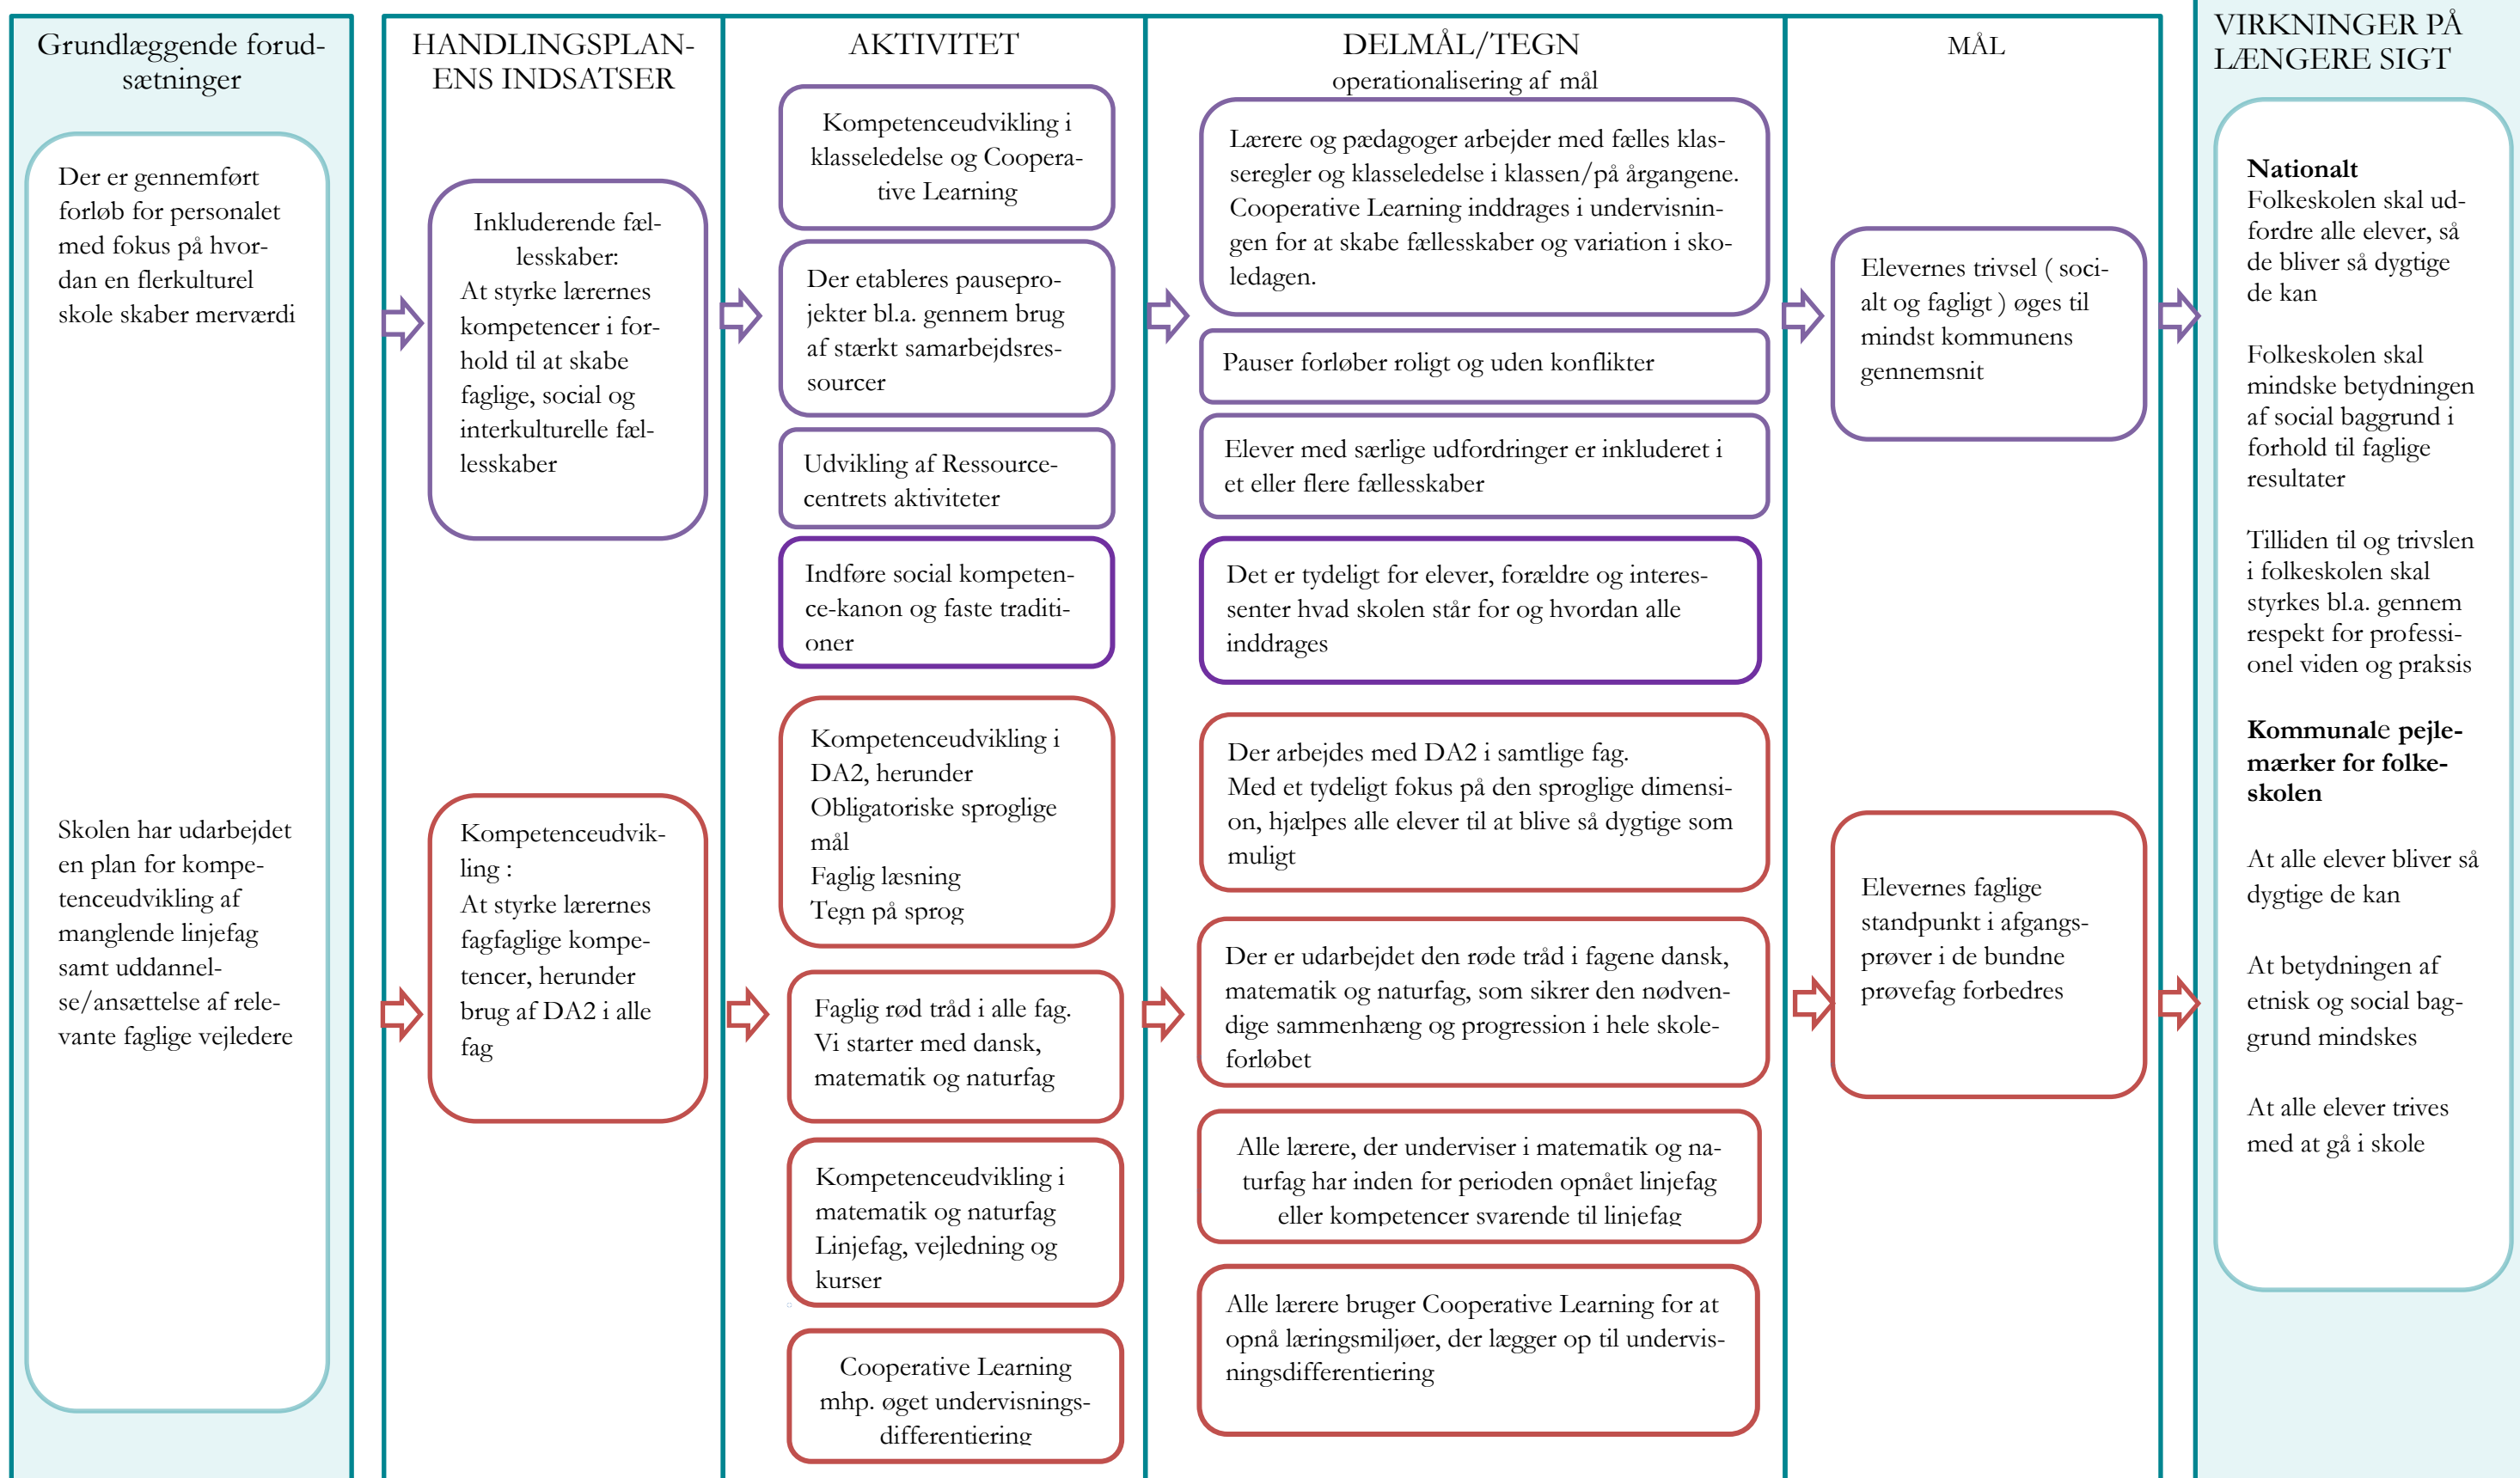 Grundlæggende forud-
sætninger
Der er gennemført
forløb for personalet
med fokus på hvor-
dan en flerkulturel
skole skaber merværdi
Skolen har udarbejdet
en plan for kompe-
tenceudvikling af
manglende linjefag
samt uddannel-
se/ansættelse af rele-
vante faglige vejledere
HANDLINGSPLAN-
ENS INDSATSER
Inkluderende fæl-
lesskaber:
At styrke lærernes
kompetencer i for-
hold til at skabe
faglige, social og
interkulturelle fæl-
lesskaber
Kompetenceudvik-
ling :
At styrke lærernes
fagfaglige kompe-
tencer, herunder
brug af DA2 i alle
fag
AKTIVITET
Kompetenceudvikling i
klasseledelse og Coopera-
tive Learning
Der etableres pausepro-
jekter bl.a. gennem brug
af stærkt samarbejdsres-
sourcer
Udvikling af Ressource-
centrets aktiviteter
Indføre social kompeten-
ce-kanon og faste traditi-
oner
Kompetenceudvikling i
DA2, herunder
Obligatoriske sproglige
mål
Faglig læsning
Tegn på sprog
Faglig rød tråd i alle fag.
Vi starter med dansk,
matematik og naturfag
Kompetenceudvikling i
matematik og naturfag
Linjefag, vejledning og
kurser
Cooperative Learning
mhp. øget undervisnings-
differentiering
DELMÅL/TEGN
operationalisering af mål
Lærere og pædagoger arbejder med fælles klas-
seregler og klasseledelse i klassen/på årgangene.
Cooperative Learning inddrages i undervisnin-
gen for at skabe fællesskaber og variation i sko-
ledagen.
Pauser forløber roligt og uden konflikter
Elever med særlige udfordringer er inkluderet i
et eller flere fællesskaber
Det er tydeligt for elever, forældre og interes-
senter hvad skolen står for og hvordan alle
inddrages
Der arbejdes med DA2 i samtlige fag.
Med et tydeligt fokus på den sproglige dimensi-
on, hjælpes alle elever til at blive så dygtige som
muligt
Der er udarbejdet den røde tråd i fagene dansk,
matematik og naturfag, som sikrer den nødven-
dige sammenhæng og progression i hele skole-
forløbet
Alle lærere, der underviser i matematik og na-
turfag har inden for perioden opnået linjefag
eller kompetencer svarende til linjefag
Alle lærere bruger Cooperative Learning for at
opnå læringsmiljøer, der lægger op til undervis-
ningsdifferentiering
MÅL
Elevernes trivsel ( soci-
alt og fagligt ) øges til
mindst kommunens
gennemsnit
Elevernes faglige
standpunkt i afgangs-
prøver i de bundne
prøvefag forbedres
VIRKNINGER PÅ
LÆNGERE SIGT
Nationalt
Folkeskolen skal ud-
fordre alle elever, så
de bliver så dygtige
de kan
Folkeskolen skal
mindske betydningen
af social baggrund i
forhold til faglige
resultater
Tilliden til og trivslen
i folkeskolen skal
styrkes bl.a. gennem
respekt for professi-
onel viden og praksis
Kommunale pejle-
mærker for folke-
skolen
At alle elever bliver så
dygtige de kan
At betydningen af
etnisk og social bag-
grund mindskes
At alle elever trives
med at gå i skole